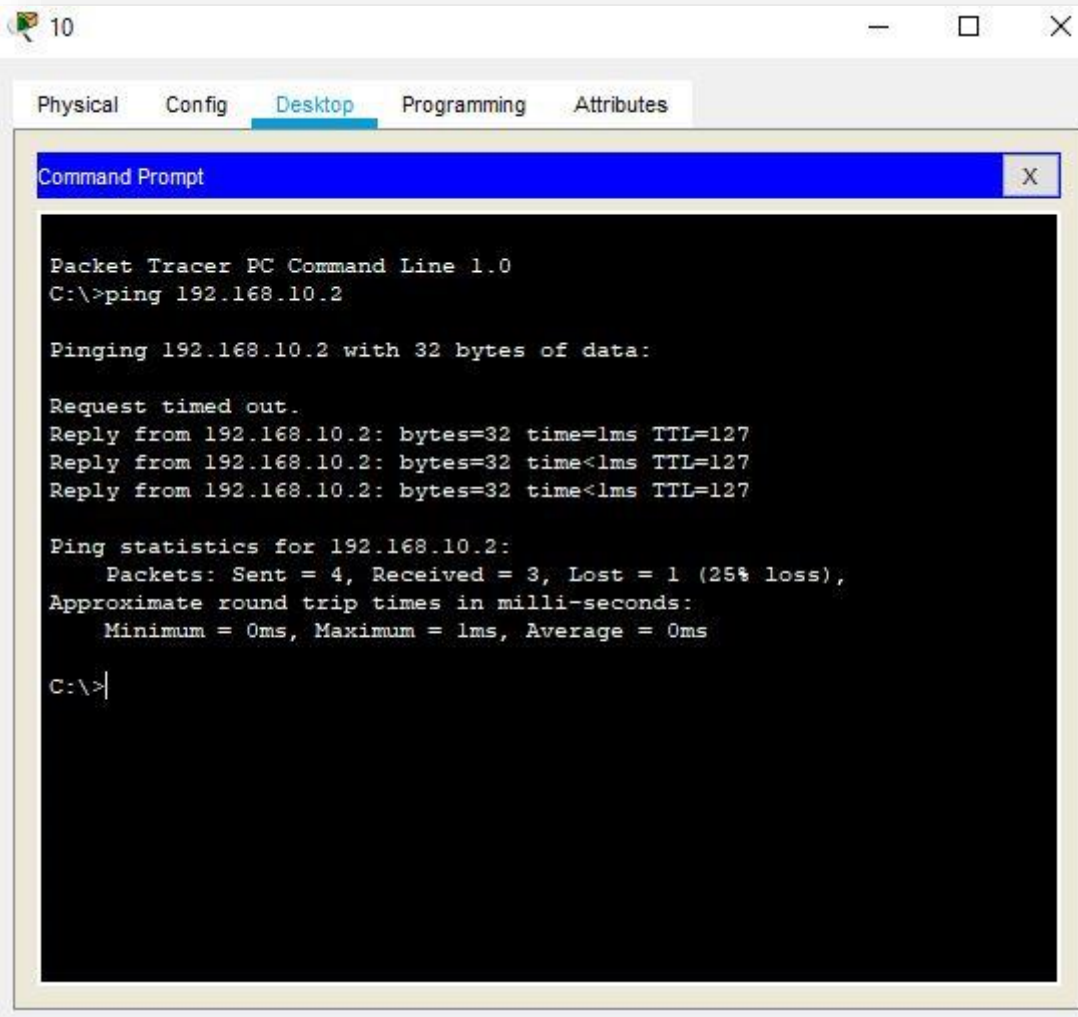 10
Physical Config Desktop Programming Attributes
Command Prompt X
Packet Tracer PC Command Line 1.0
C:\>ping 192.168.10.2
Pinging 192.168.10.2 with 32 bytes of data:
Request timed out.
Reply from 192.168.10.2: bytes=32 time=1ms TTL=127
Reply from 192.168.10.2: bytes=32 time<1ms TTL=127
Reply from 192.168.10.2: bytes=32 time<1ms TTL=127
Ping statistics for 192.168.10.2:
Packets: Sent = 4, Received = 3, Lost = 1 (25% loss),
Approximate round trip times in milli-seconds:
Minimum = 0ms, Maximum = 1ms, Average = 0ms
C:\>